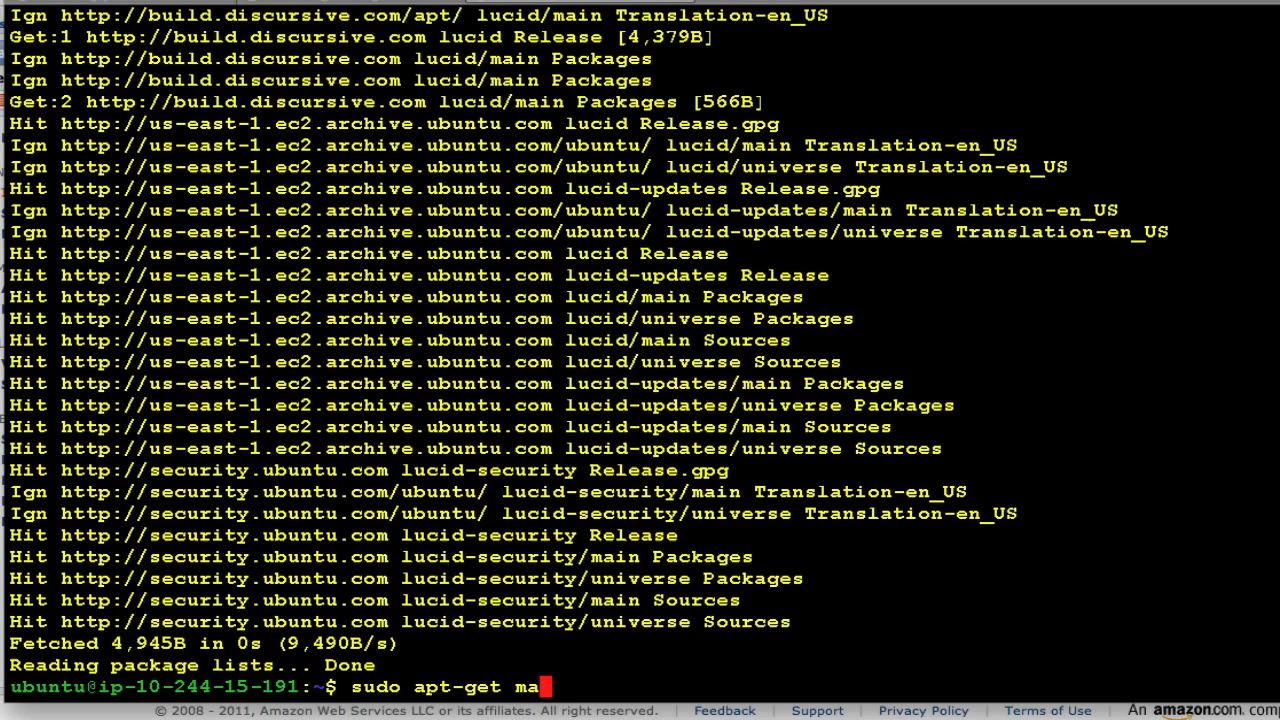 Ign http://build.discursive.com/apt/ lucid/main Translation-en_US
Get:1 http://build.discursive.com lucid Release [4,379B]
Ign http://build.discursive.com lucid/main Packages
Ign http://build.discursive.com lucid/main Packages
Get:2 http://build.discursive.com lucid/main Packages [566B]
Hit http://us-east-1.ec2.archive.ubuntu.com lucid Release.gpg
Ign http://us-east-1.ec2.archive.ubuntu.com/ubuntu/ lucid/main Translation-en_US
Ign http://us-east-1.ec2.archive.ubuntu.com/ubuntu/ lucid/universe Translation-en_US
Hit http://us-east-1.ec2.archive.ubuntu.com lucid-updates Release.gpg
Ign http://us-east-1.ec2.archive.ubuntu.com/ubuntu/ lucid-updates/main Translation-en_US
Ign http://us-east-1.ec2.archive.ubuntu.com/ubuntu/ lucid-updates/universe Translation-en_US
Hit http://us-east-1.ec2.archive.ubuntu.com lucid Release
Hit http://us-east-1.ec2.archive.ubuntu.com lucid-updates Release
Hit http://us-east-1.ec2.archive.ubuntu.com lucid/main Packages
Hit http://us-east-1.ec2.archive.ubuntu.com lucid/universe Packages
Hit http://us-east-1.ec2.archive.ubuntu.com lucid/main Sources
Hit http://us-east-1.ec2.archive.ubuntu.com lucid/universe Sources
Hit http://us-east-1.ec2.archive.ubuntu.com lucid-updates/main Packages
Hit http://us-east-1.ec2.archive.ubuntu.com lucid-updates/universe Packages
Hit http://us-east-1.ec2.archive.ubuntu.com lucid-updates/main Sources
Hit http://us-east-1.ec2.archive.ubuntu.com lucid-updates/universe Sources
Hit http://security.ubuntu.com lucid-security Release.gpg
Ign http://security.ubuntu.com/ubuntu/ lucid-security/main Translation-en_US
Ign http://security.ubuntu.com/ubuntu/ lucid-security/universe Translation-en_US
Hit http://security.ubuntu.com lucid-security Release
Hit http://security.ubuntu.com lucid-security/main Packages
Hit http://security.ubuntu.com lucid-security/universe Packages
Hit http://security.ubuntu.com lucid-security/main Sources
Hit http://security.ubuntu.com lucid-security/universe Sources
Fetched 4,945B in 0s (9,490B/s)
Reading package lists... Done
ubuntu@ip-10-244-15-191:~$ sudo apt-get ma
© 2008 - 2011, Amazon Web Services LLC or its affiliates. All right reserved. | Feedback | Support | Privacy Policy | Terms of Use | An amazon.com. com